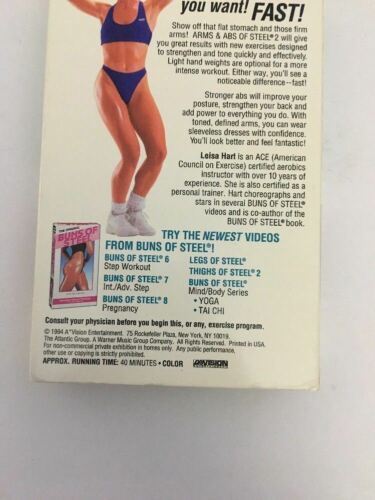 you want! FAST!
Show off that flat stomach and those firm
arms! ARMS & ABS OF STEEL® 2 will give
you great results with new exercises designed
to strengthen and tone quickly and effectively.
Light hand weights are optional for a more
intense workout. Either way, you'll see a
noticeable difference--fast!
Stronger abs will improve your
posture, strengthen your back and
add power to everything you do. With
toned, defined arms, you can wear
sleeveless dresses with confidence.
You'll look better and feel fantastic!
Leisa Hart is an ACE (American
Council on Exercise) certified aerobics
instructor with over 10 years of
experience. She is also certified as a
personal trainer. Hart choreographs and
stars in several BUNS OF STEEL®
videos and is co-author of the
BUNS OF STEEL® book.
TRY THE NEWEST VIDEOS
FROM BUNS OF STEEL®!
BUNS OF
STEEL
BUNS OF STEEL® 6
Step Workout
BUNS OF STEEL® 7
Int./Adv. Step
BUNS OF STEEL® 8
Pregnancy
LEGS OF STEEL®
THIGHS OF STEEL® 2
BUNS OF STEEL®
Mind/Body Series
• YOGA
• TAI CHI
Consult your physician before you begin this, or any, exercise program.
© 1994 A*Vision Entertainment. 75 Rockefeller Plaza, New York, NY 10019.
The Atlantic Group. A Warner Music Group Company. All Rights Reserved. Printed in USA.
For non-commercial private exhibition in homes only. Any public performance,
other use or copying is strictly prohibited.
APPROX. RUNNING TIME: 40 MINUTES • COLOR